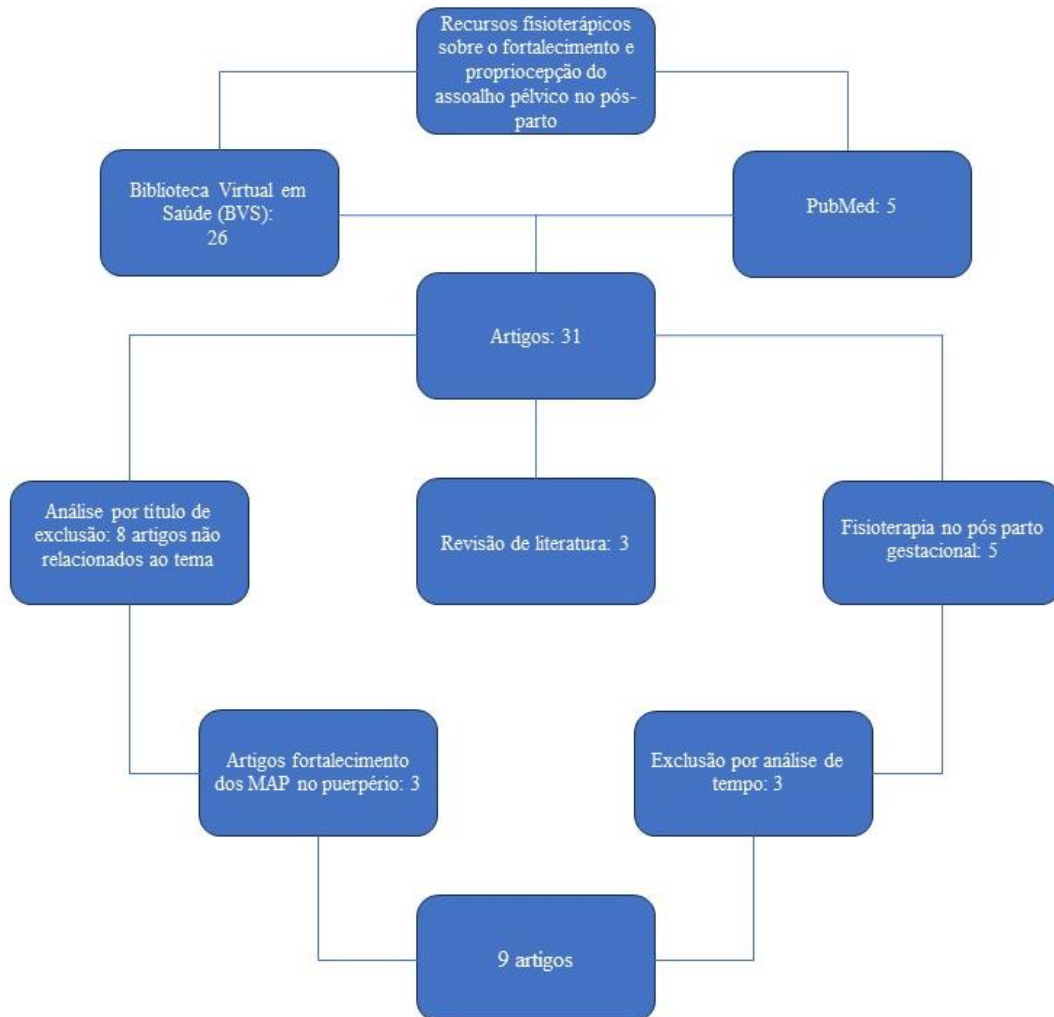 Recursos fisioterápicos
sobre o fortalecimento e
propriocepção do
assoalho pélvico no pós-
parto
Biblioteca Virtual em
Saúde (BVS):
26
PubMed: 5
Artigos: 31
Análise por titulo de
exclusão: 8 artigos não
relacionados ao tema
Revisão de literatura: 3
Fisioterapia no pós parto
gestacional: 5
Artigos fortalecimento
dos MAP no puerpério: 3
Exclusão por análise de
tempo: 3
9 artigos